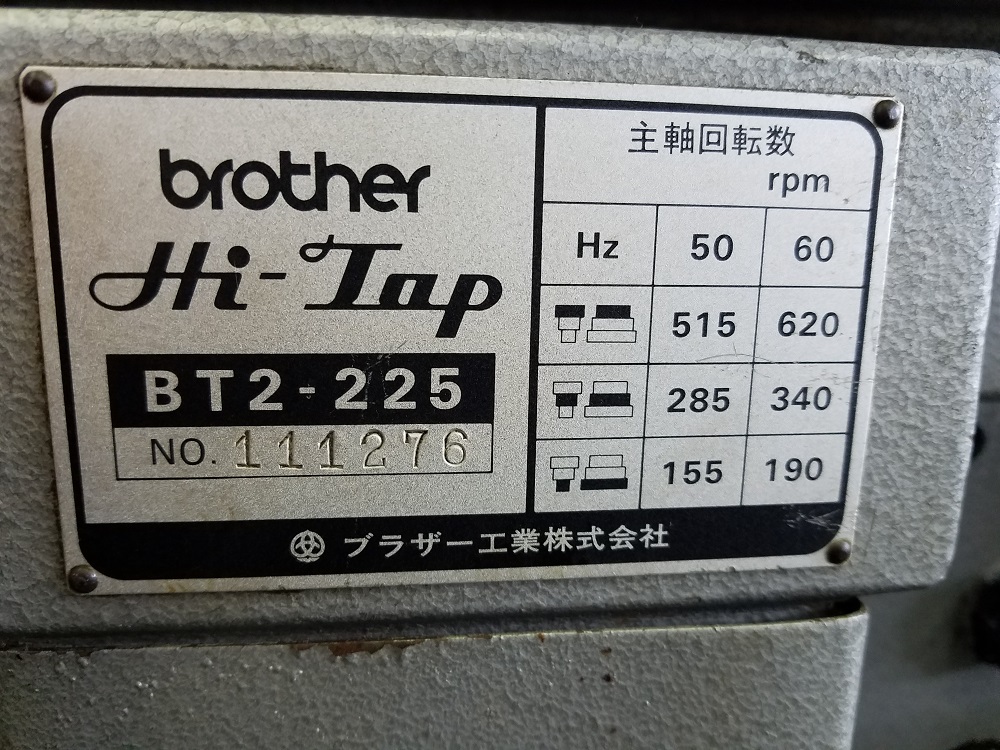 brother
Hi-Tap
BT2-225
NO. 111276
主軸回転数
rpm
Hz 50 60
515 620
285 340
155 190
ブラザー工業株式会社